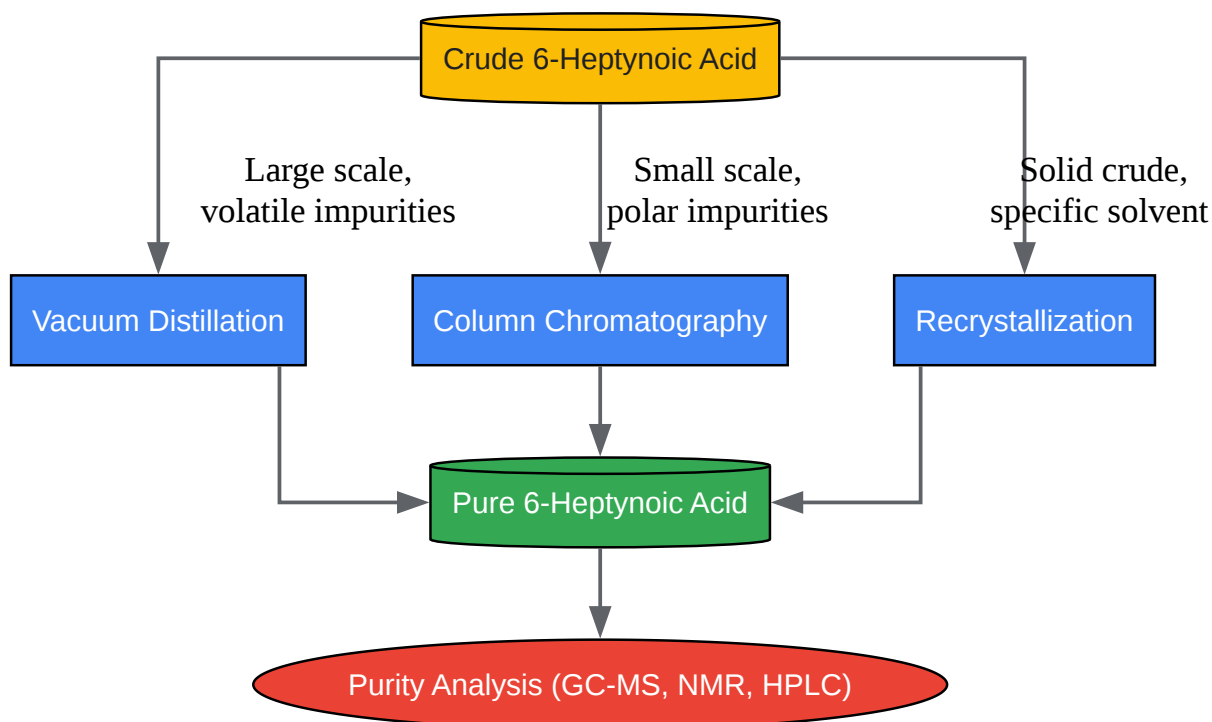 Crude 6-Heptynoic Acid
Large scale,
volatile impurities
Small scale,
polar impurities
Solid crude,
specific solvent
Vacuum Distillation
Column Chromatography
Recrystallization
Pure 6-Heptynoic Acid
Purity Analysis (GC-MS, NMR, HPLC)